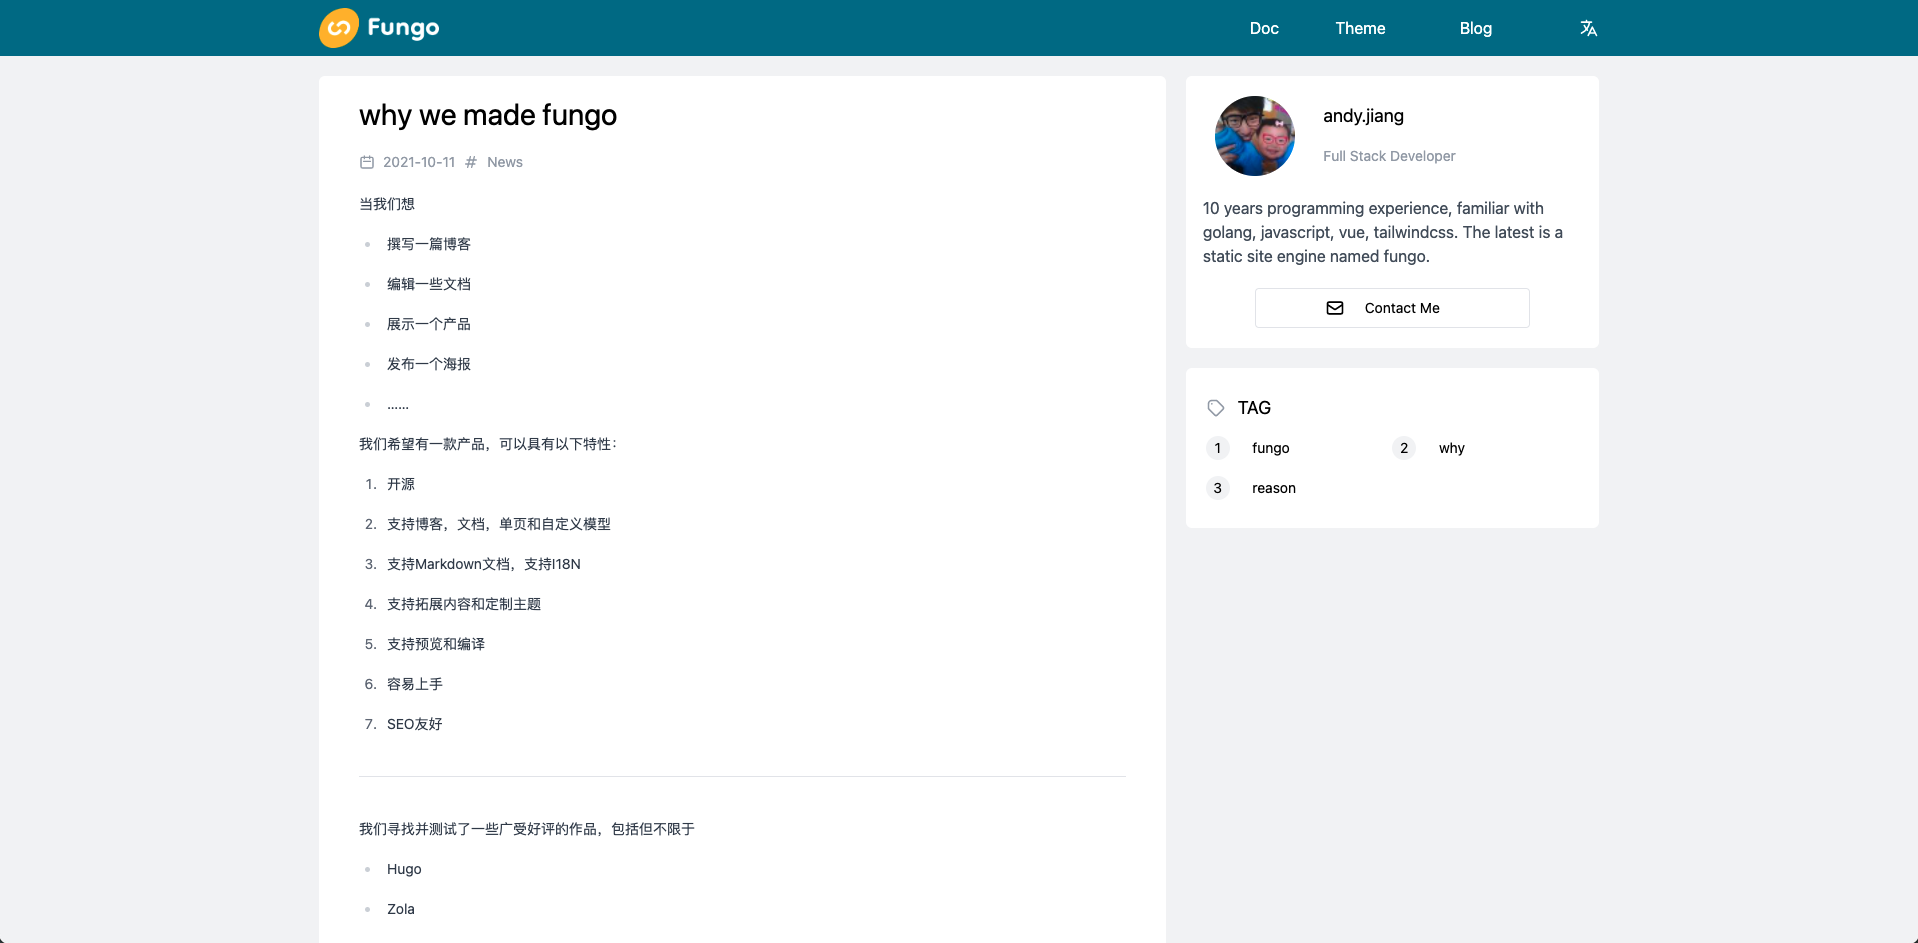 Fungo
Doc
Theme
Blog
why we made fungo
2021-10-11 # News
当我们想
撰写一篇博客
编辑一些文档
展示一个产品
发布一个海报
……
我们希望有一款产品，可以具有以下特性：
1. 开源
2. 支持博客，文档，单页和自定义模型
3. 支持Markdown文档，支持I18N
4. 支持拓展内容和定制主题
5. 支持预览和编译
6. 容易上手
7. SEO友好
我们寻找并测试了一些广受好评的作品，包括但不限于
Hugo
Zola
andy.jiang
Full Stack Developer
10 years programming experience, familiar with
golang, javascript, vue, tailwindcss. The latest is a
static site engine named fungo.
Contact Me
TAG
1 fungo
2 why
3 reason